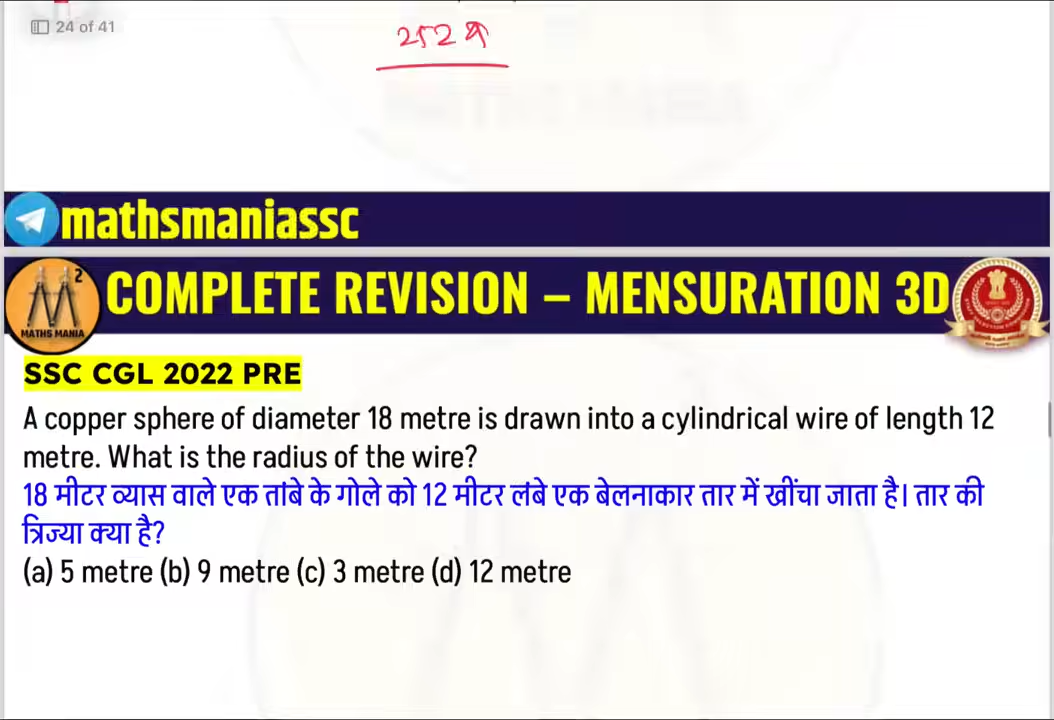 24 of 41
252π
mathsmaniassc
2
MATHS MANIA
COMPLETE REVISION – MENSURATION 3D
SSC CGL 2022 PRE
A copper sphere of diameter 18 metre is drawn into a cylindrical wire of length 12
metre. What is the radius of the wire?
18 मीटर व्यास वाले एक तांबे के गोले को 12 मीटर लंबे एक बेलनाकार तार में खींचा जाता है। तार की
त्रिज्या क्या है?
(a) 5 metre (b) 9 metre (c) 3 metre (d) 12 metre